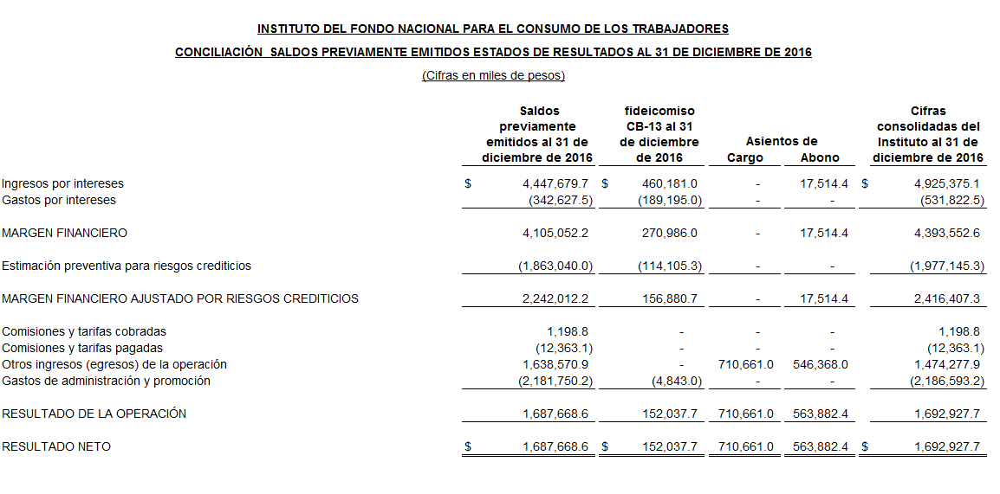 INSTITUTO DEL FONDO NACIONAL PARA EL CONSUMO DE LOS TRABAJADORES
CONCILIACIÓN SALDOS PREVIAMENTE EMITIDOS ESTADOS DE RESULTADOS AL 31 DE DICIEMBRE DE 2016
(Cifras en miles de pesos)
Saldos previamente emitidos al 31 de diciembre de 2016
fideicomiso CB-13 al 31 de diciembre de 2016
Asientos de
Cargo Abono
Cifras consolidadas del Instituto al 31 de diciembre de 2016
Ingresos por intereses $ 4,447,679.7 $ 460,181.0 - 17,514.4 $ 4,925,375.1
Gastos por intereses (342,627.5) (189,195.0) - - (531,822.5)
MARGEN FINANCIERO 4,105,052.2 270,986.0 - 17,514.4 4,393,552.6
Estimación preventiva para riesgos crediticios (1,863,040.0) (114,105.3) - - (1,977,145.3)
MARGEN FINANCIERO AJUSTADO POR RIESGOS CREDITICIOS 2,242,012.2 156,880.7 - 17,514.4 2,416,407.3
Comisiones y tarifas cobradas 1,198.8 - - - 1,198.8
Comisiones y tarifas pagadas (12,363.1) - - - (12,363.1)
Otros ingresos (egresos) de la operación 1,638,570.9 - 710,661.0 546,368.0 1,474,277.9
Gastos de administración y promoción (2,181,750.2) (4,843.0) - - (2,186,593.2)
RESULTADO DE LA OPERACIÓN 1,687,668.6 152,037.7 710,661.0 563,882.4 1,692,927.7
RESULTADO NETO $ 1,687,668.6 $ 152,037.7 710,661.0 563,882.4 $ 1,692,927.7